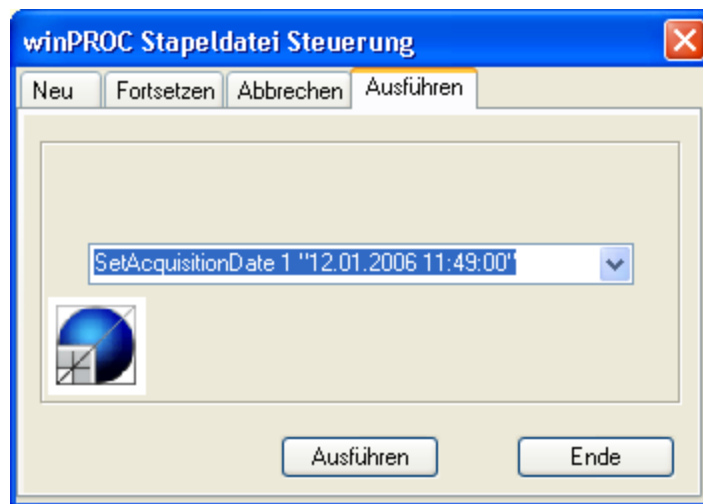 winPROC Stapeldatei Steuerung
Neu Fortsetzen Abbrechen Ausführen
SetAcquisitionDate 1 "12.01.2006 11:49:00"
Ausführen Ende